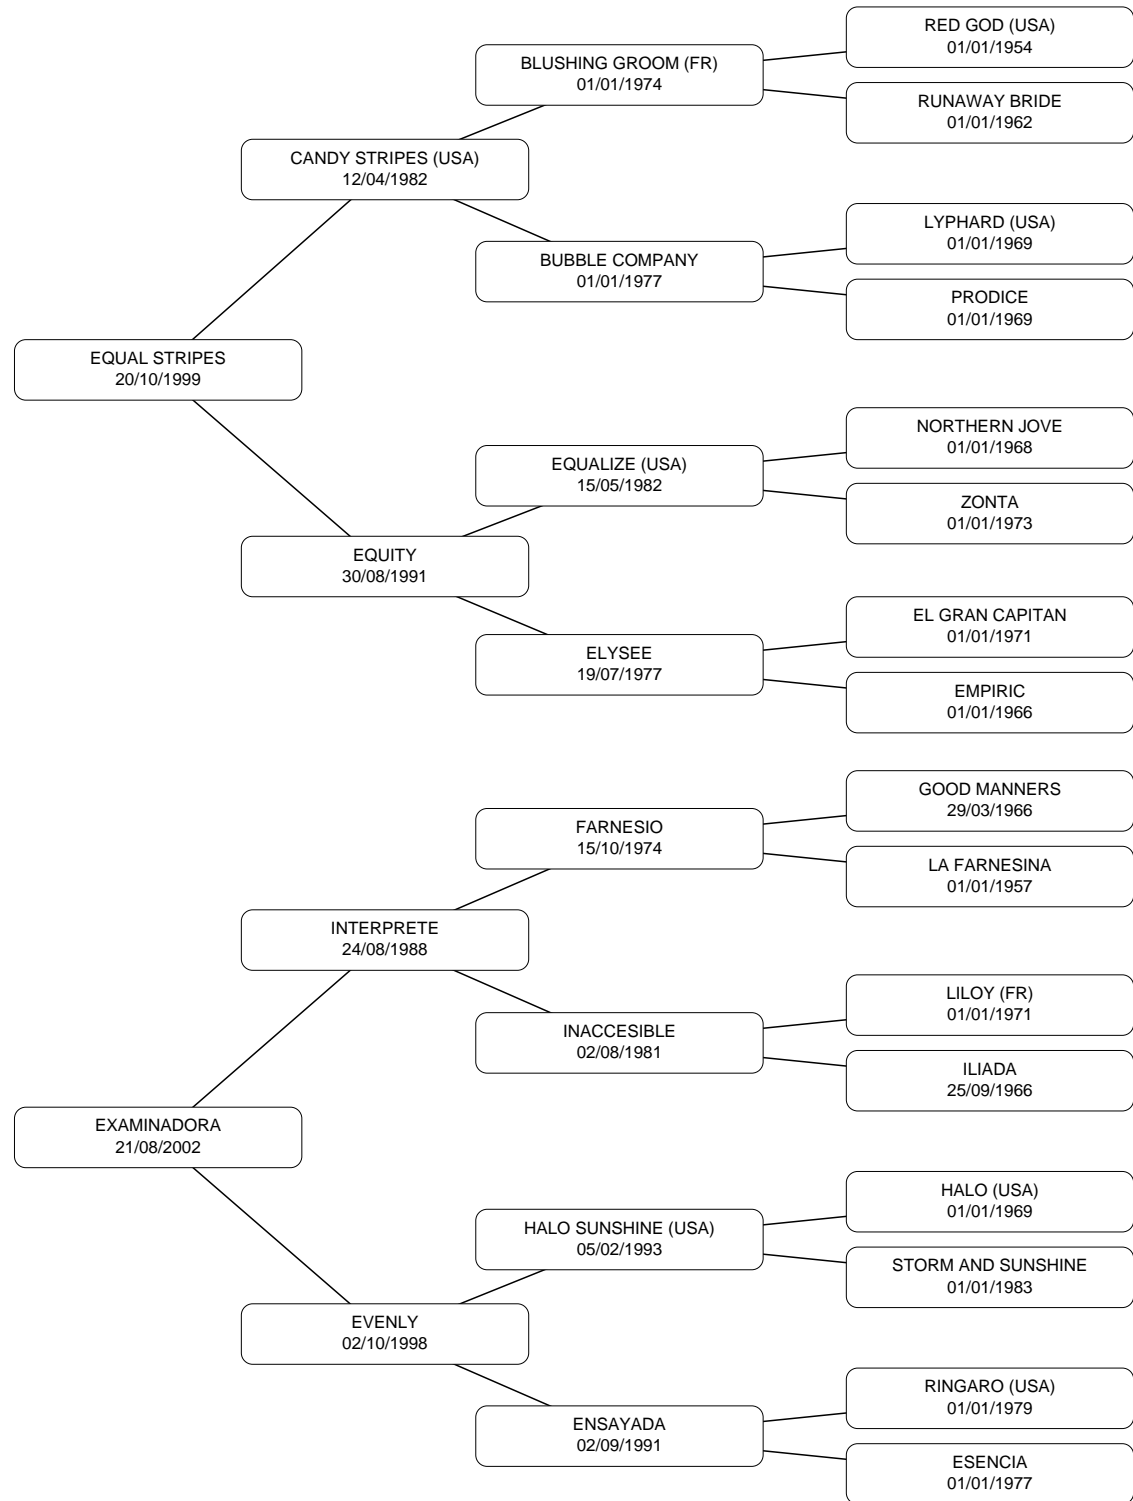 RED GOD (USA)
01/01/1954
BLUSHING GROOM (FR)
01/01/1974
RUNAWAY BRIDE
01/01/1962
CANDY STRIPES (USA)
12/04/1982
LYPHARD (USA)
01/01/1969
BUBBLE COMPANY
01/01/1977
PRODICE
01/01/1969
EQUAL STRIPES
20/10/1999
NORTHERN JOVE
01/01/1968
EQUALIZE (USA)
15/05/1982
ZONTA
01/01/1973
EQUITY
30/08/1991
EL GRAN CAPITAN
01/01/1971
ELYSEE
19/07/1977
EMPIRIC
01/01/1966
GOOD MANNERS
29/03/1966
FARNESIO
15/10/1974
LA FARNESINA
01/01/1957
INTERPRETE
24/08/1988
LILOY (FR)
01/01/1971
INACCESIBLE
02/08/1981
ILIADA
25/09/1966
EXAMINADORA
21/08/2002
HALO (USA)
01/01/1969
HALO SUNSHINE (USA)
05/02/1993
STORM AND SUNSHINE
01/01/1983
EVENLY
02/10/1998
RINGARO (USA)
01/01/1979
ENSAYADA
02/09/1991
ESENCIA
01/01/1977